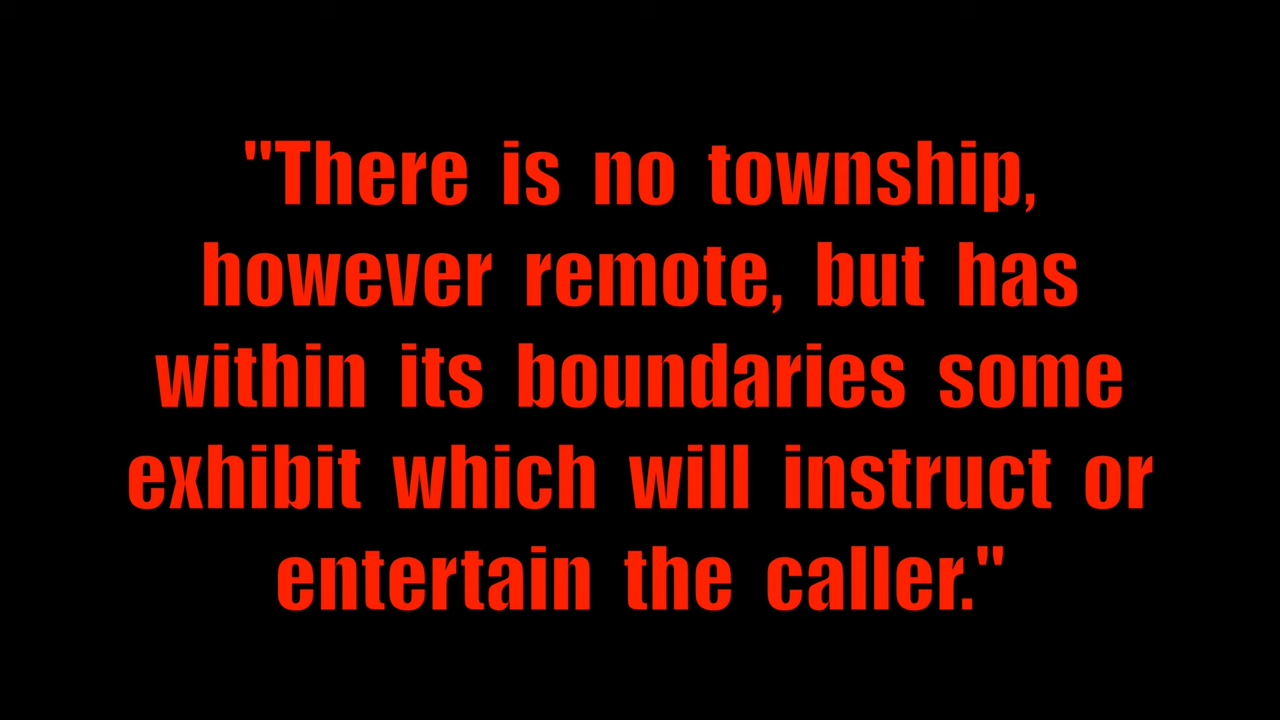 "There is no township,
however remote, but has
within its boundaries some
exhibit which will instruct or
entertain the caller."